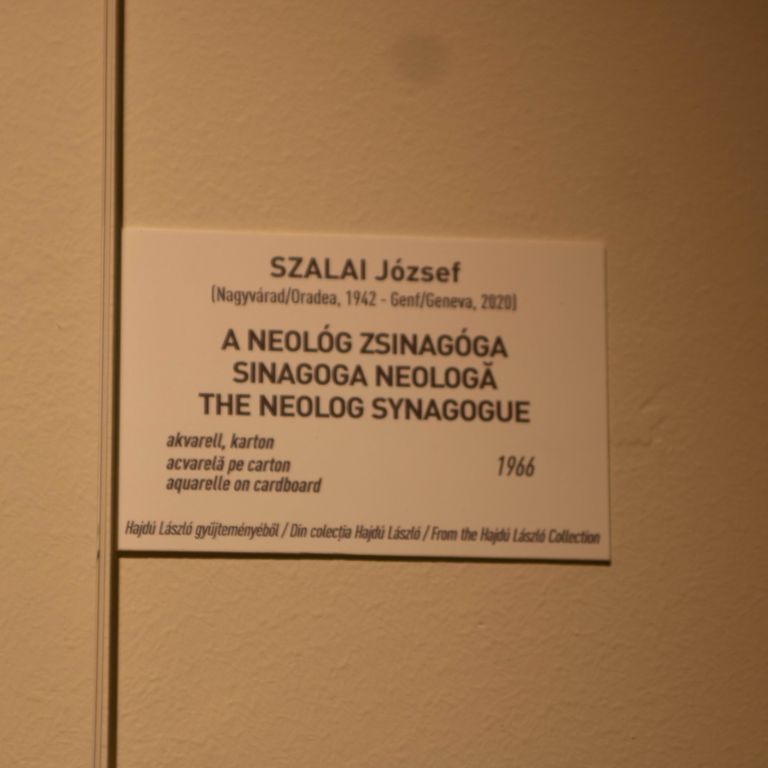 SZALAI József
(Nagyvárad/Oradea, 1942 - Genf/Geneva, 2020)
A NEOLÓG ZSINAGÓGA
SINAGOGA NEOLOGĂ
THE NEOLOG SYNAGOGUE
akvarell, karton
acvarelă pe carton 1966
aquarelle on cardboard
Hajdú László gyűjteményéből / Din colecția Hajdú László / From the Hajdú László Collection